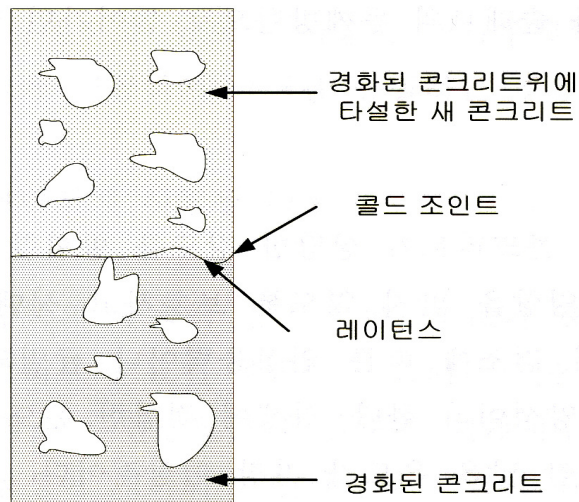 경화된 콘크리트위에
타설한 새 콘크리트
콜드 조인트
레이턴스
경화된 콘크리트